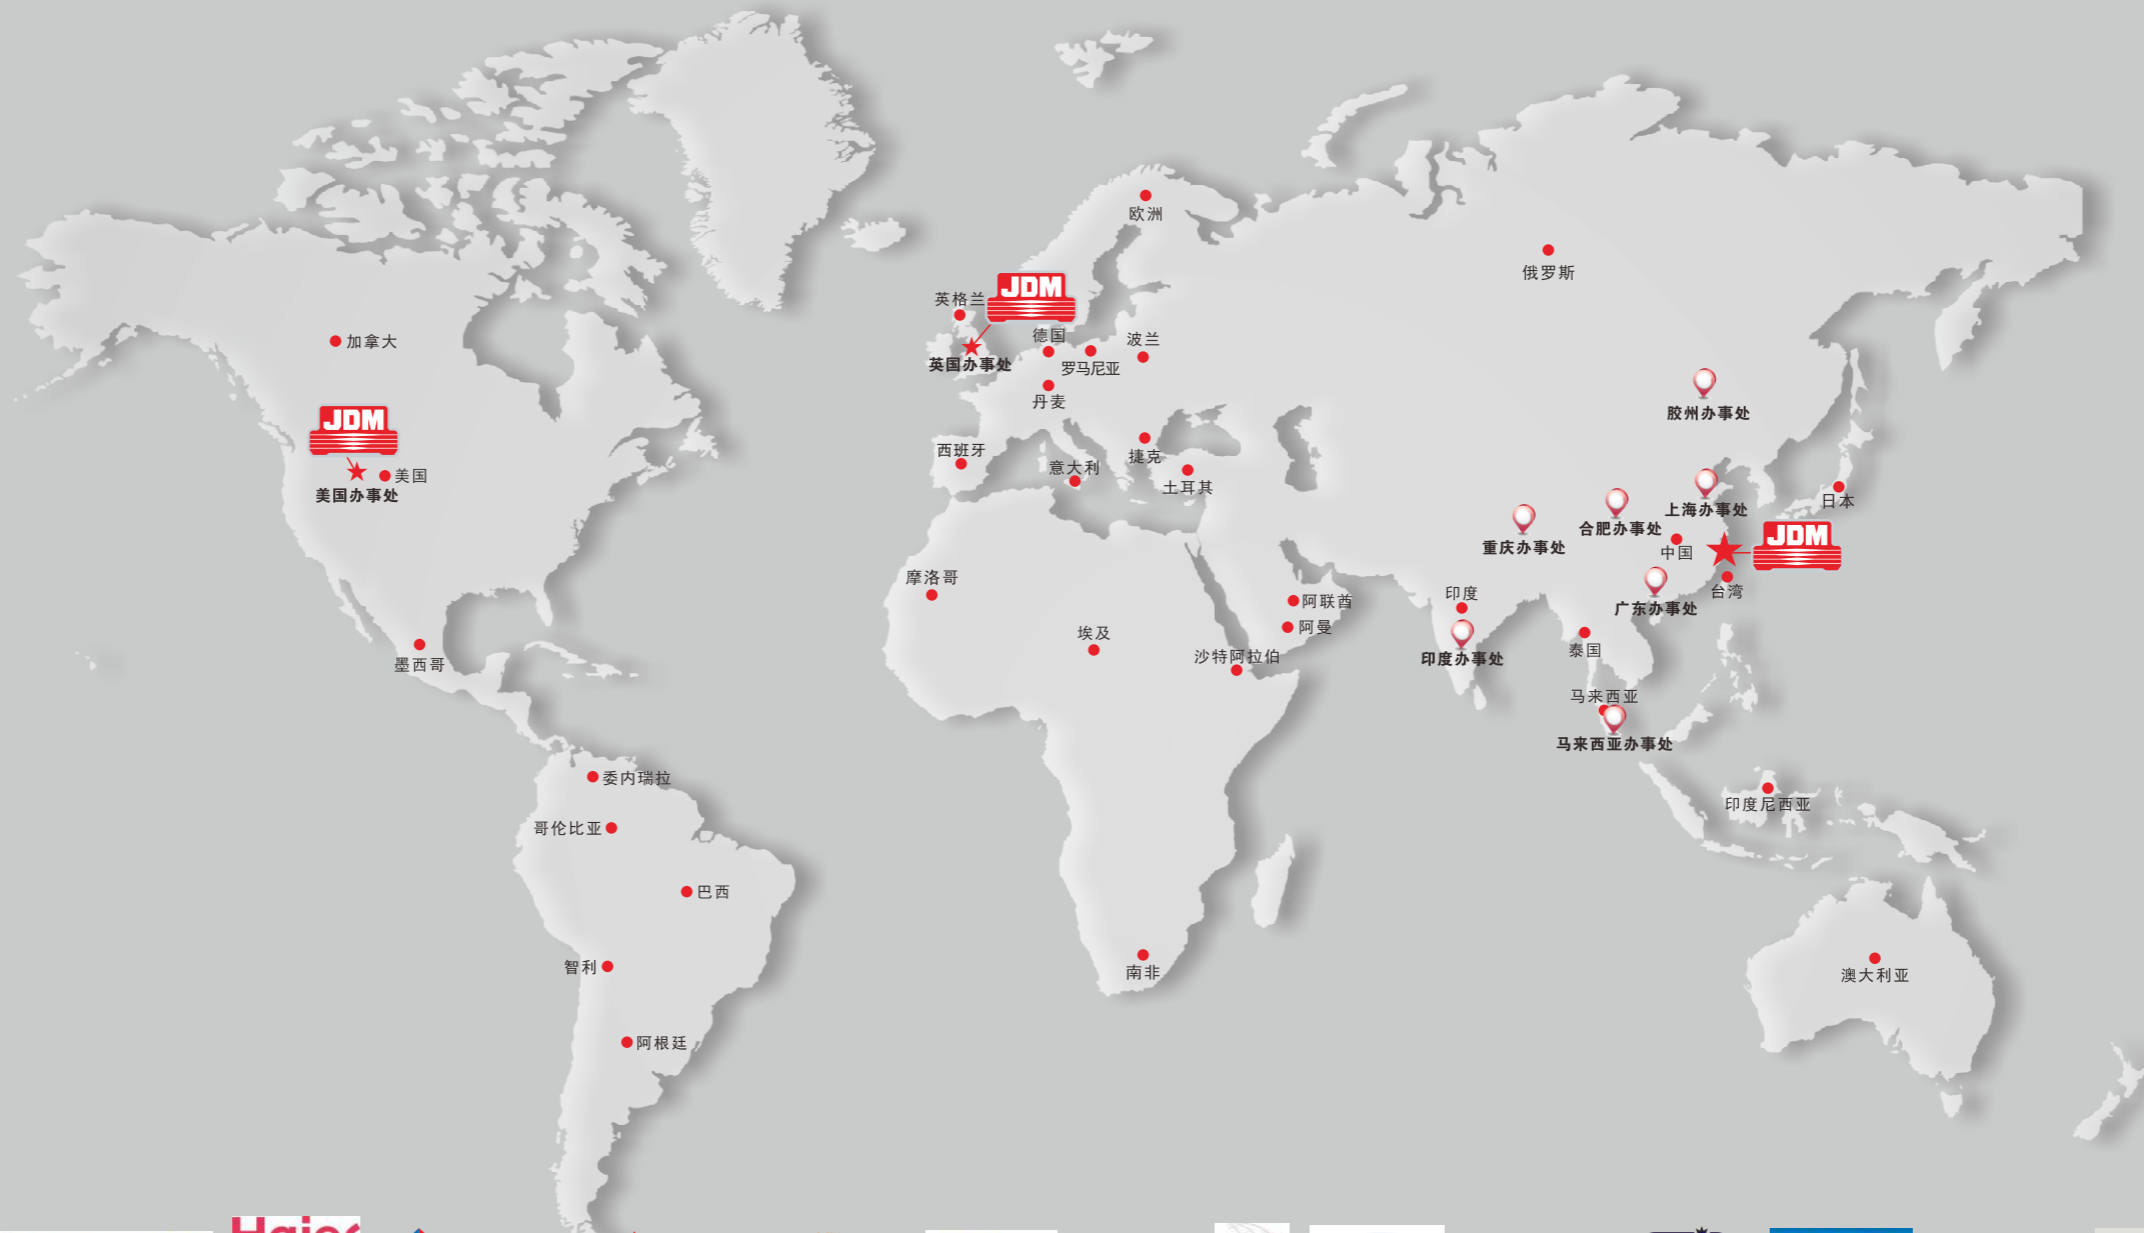 欧洲
俄罗斯
JDM
英格兰
德国
波兰
英国办事处
罗马尼亚
丹麦
加拿大
JDM
美国
美国办事处
胶州办事处
西班牙
意大利
捷克
土耳其
日本
上海办事处
合肥办事处
重庆办事处
中国
JDM
台湾
广东办事处
摩洛哥
阿联酋
印度
阿曼
埃及
沙特阿拉伯
印度办事处
泰国
墨西哥
马来西亚
马来西亚办事处
委内瑞拉
印度尼西亚
哥伦比亚
巴西
智利
南非
澳大利亚
阿根廷